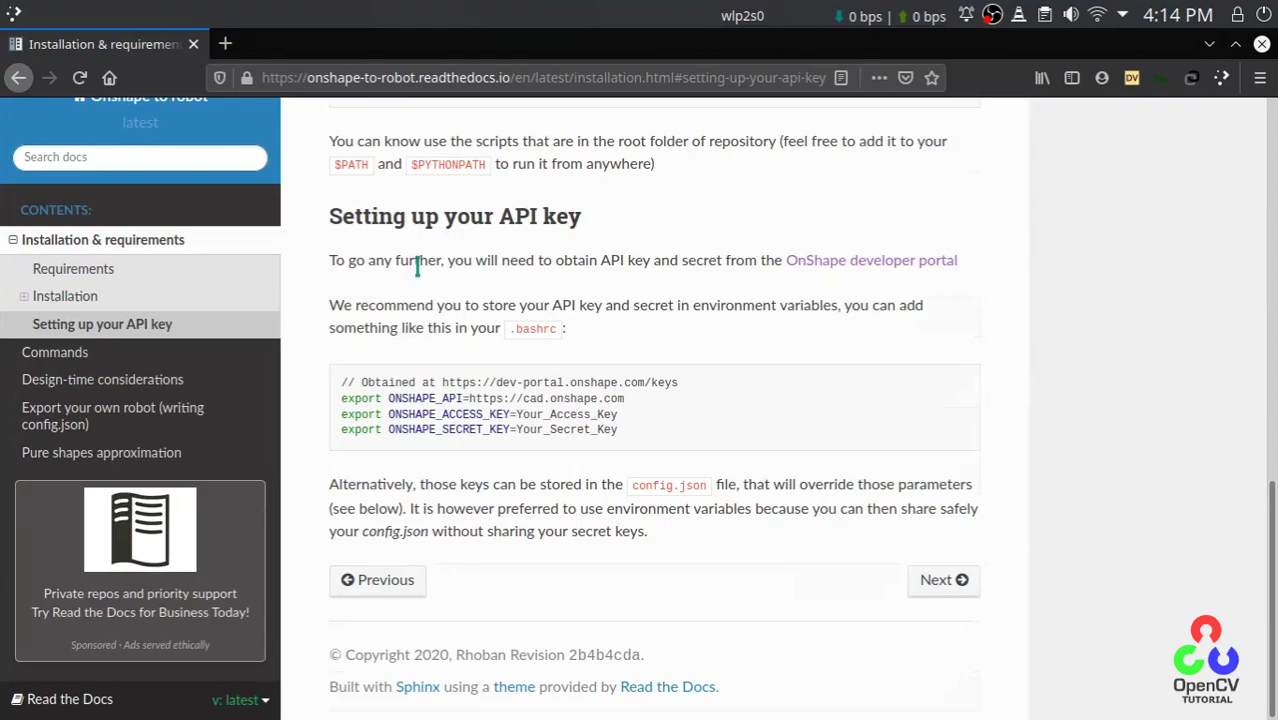 wlp2s0
0 bps
0 bps
4:14 PM
Installation & requiremen
https://onshape-to-robot.readthedocs.io/en/latest/installation.html#setting-up-your-api-key
DV
Onshape to robot
latest
Search docs
CONTENTS:
Installation & requirements
Requirements
Installation
Setting up your API key
Commands
Design-time considerations
Export your own robot (writing
config.json)
Pure shapes approximation
Private repos and priority support
Try Read the Docs for Business Today!
Sponsored · Ads served ethically
Read the Docs
v: latest
You can know use the scripts that are in the root folder of repository (feel free to add it to your
$PATH and $PYTHONPATH to run it from anywhere)
Setting up your API key
To go any further, you will need to obtain API key and secret from the OnShape developer portal
We recommend you to store your API key and secret in environment variables, you can add
something like this in your .bashrc :
// Obtained at https://dev-portal.onshape.com/keys
export ONSHAPE_API=https://cad.onshape.com
export ONSHAPE_ACCESS_KEY=Your_Access_Key
export ONSHAPE_SECRET_KEY=Your_Secret_Key
Alternatively, those keys can be stored in the config.json file, that will override those parameters
(see below). It is however preferred to use environment variables because you can then share safely
your config.json without sharing your secret keys.
Previous
Next
© Copyright 2020, Rhoban Revision 2b4b4cda.
Built with Sphinx using a theme provided by Read the Docs.
OpenCV
TUTORIAL